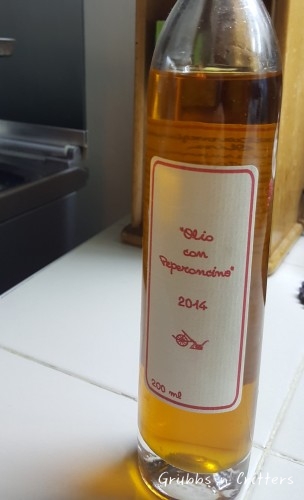 "Olio
con
Peperoncino"
2014
200 ml
Grubbs n Critters